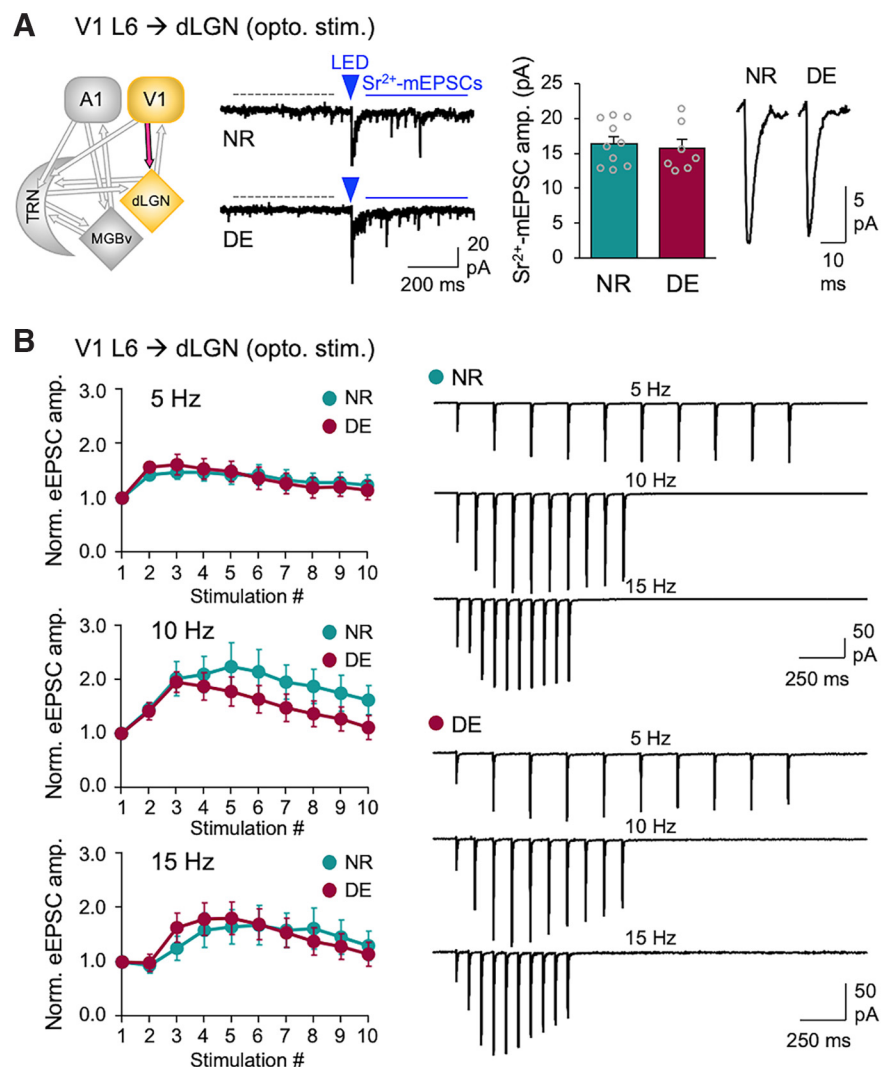 A
V1 L6 → dLGN (opto. stim.)
A1
V1
TRN
dLGN
MGBv
LED
Sr2+-mEPSCs
NR
DE
20
pA
200 ms
Sr2+-mEPSC amp. (pA)
25
20
15
10
5
0
NR
DE
NR
DE
5
pA
10
ms
B
V1 L6 → dLGN (opto. stim.)
Norm. eEPSC amp.
3.0
2.0
1.0
0.0
5 Hz
NR
DE
1 2 3 4 5 6 7 8 9 10
Stimulation #
Norm. eEPSC amp.
3.0
2.0
1.0
0.0
10 Hz
NR
DE
1 2 3 4 5 6 7 8 9 10
Stimulation #
Norm. eEPSC amp.
3.0
2.0
1.0
0.0
15 Hz
NR
DE
1 2 3 4 5 6 7 8 9 10
Stimulation #
NR
5 Hz
10 Hz
15 Hz
50
pA
250 ms
DE
5 Hz
10 Hz
15 Hz
50
pA
250 ms